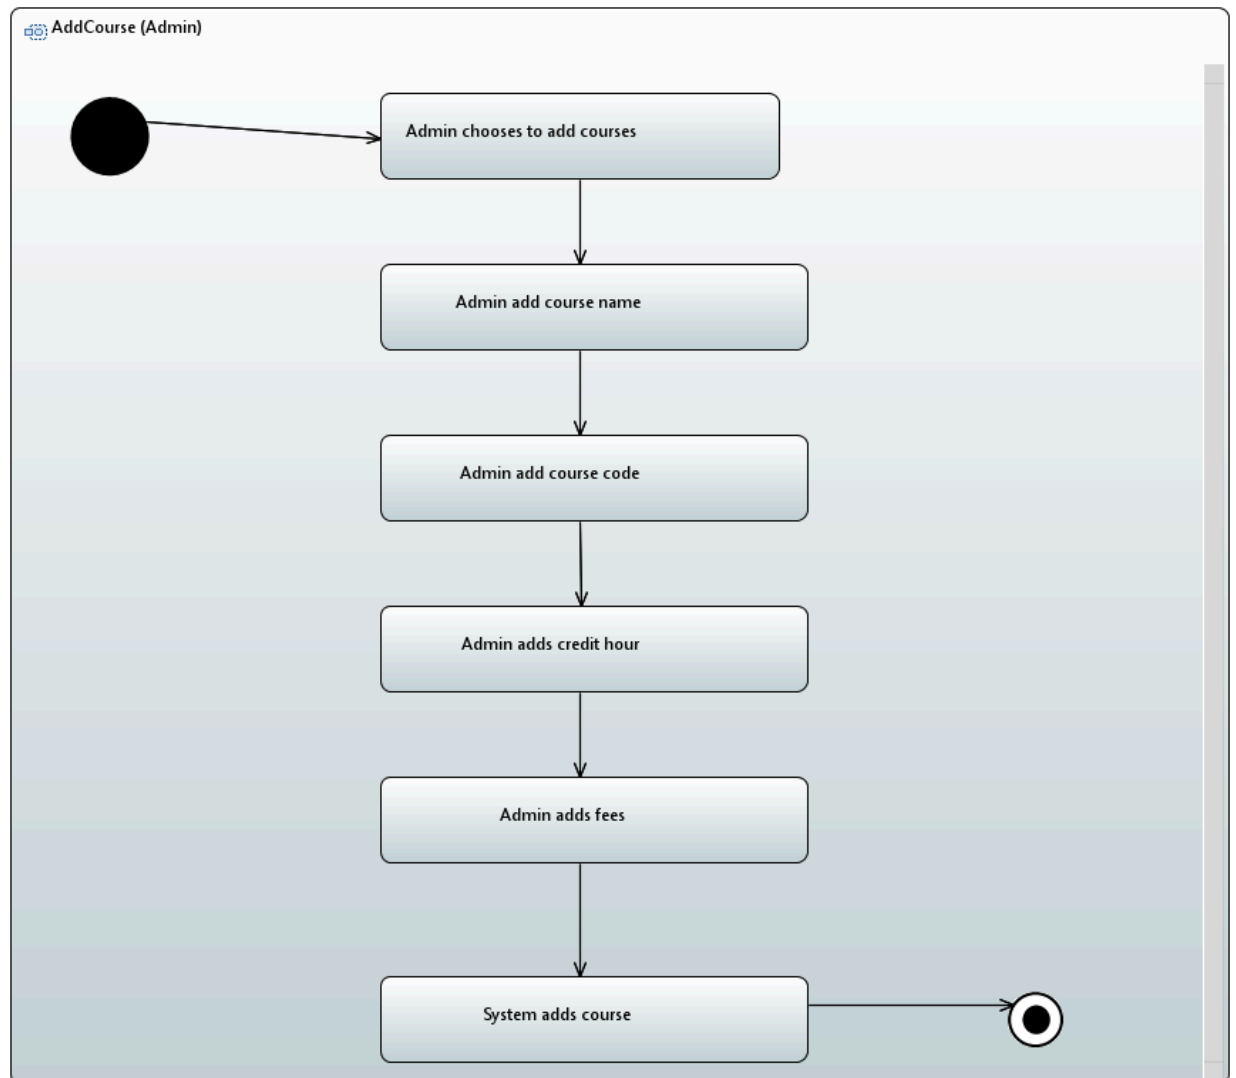 AddCourse (Admin)
Admin chooses to add courses
Admin add course name
Admin add course code
Admin adds credit hour
Admin adds fees
System adds course